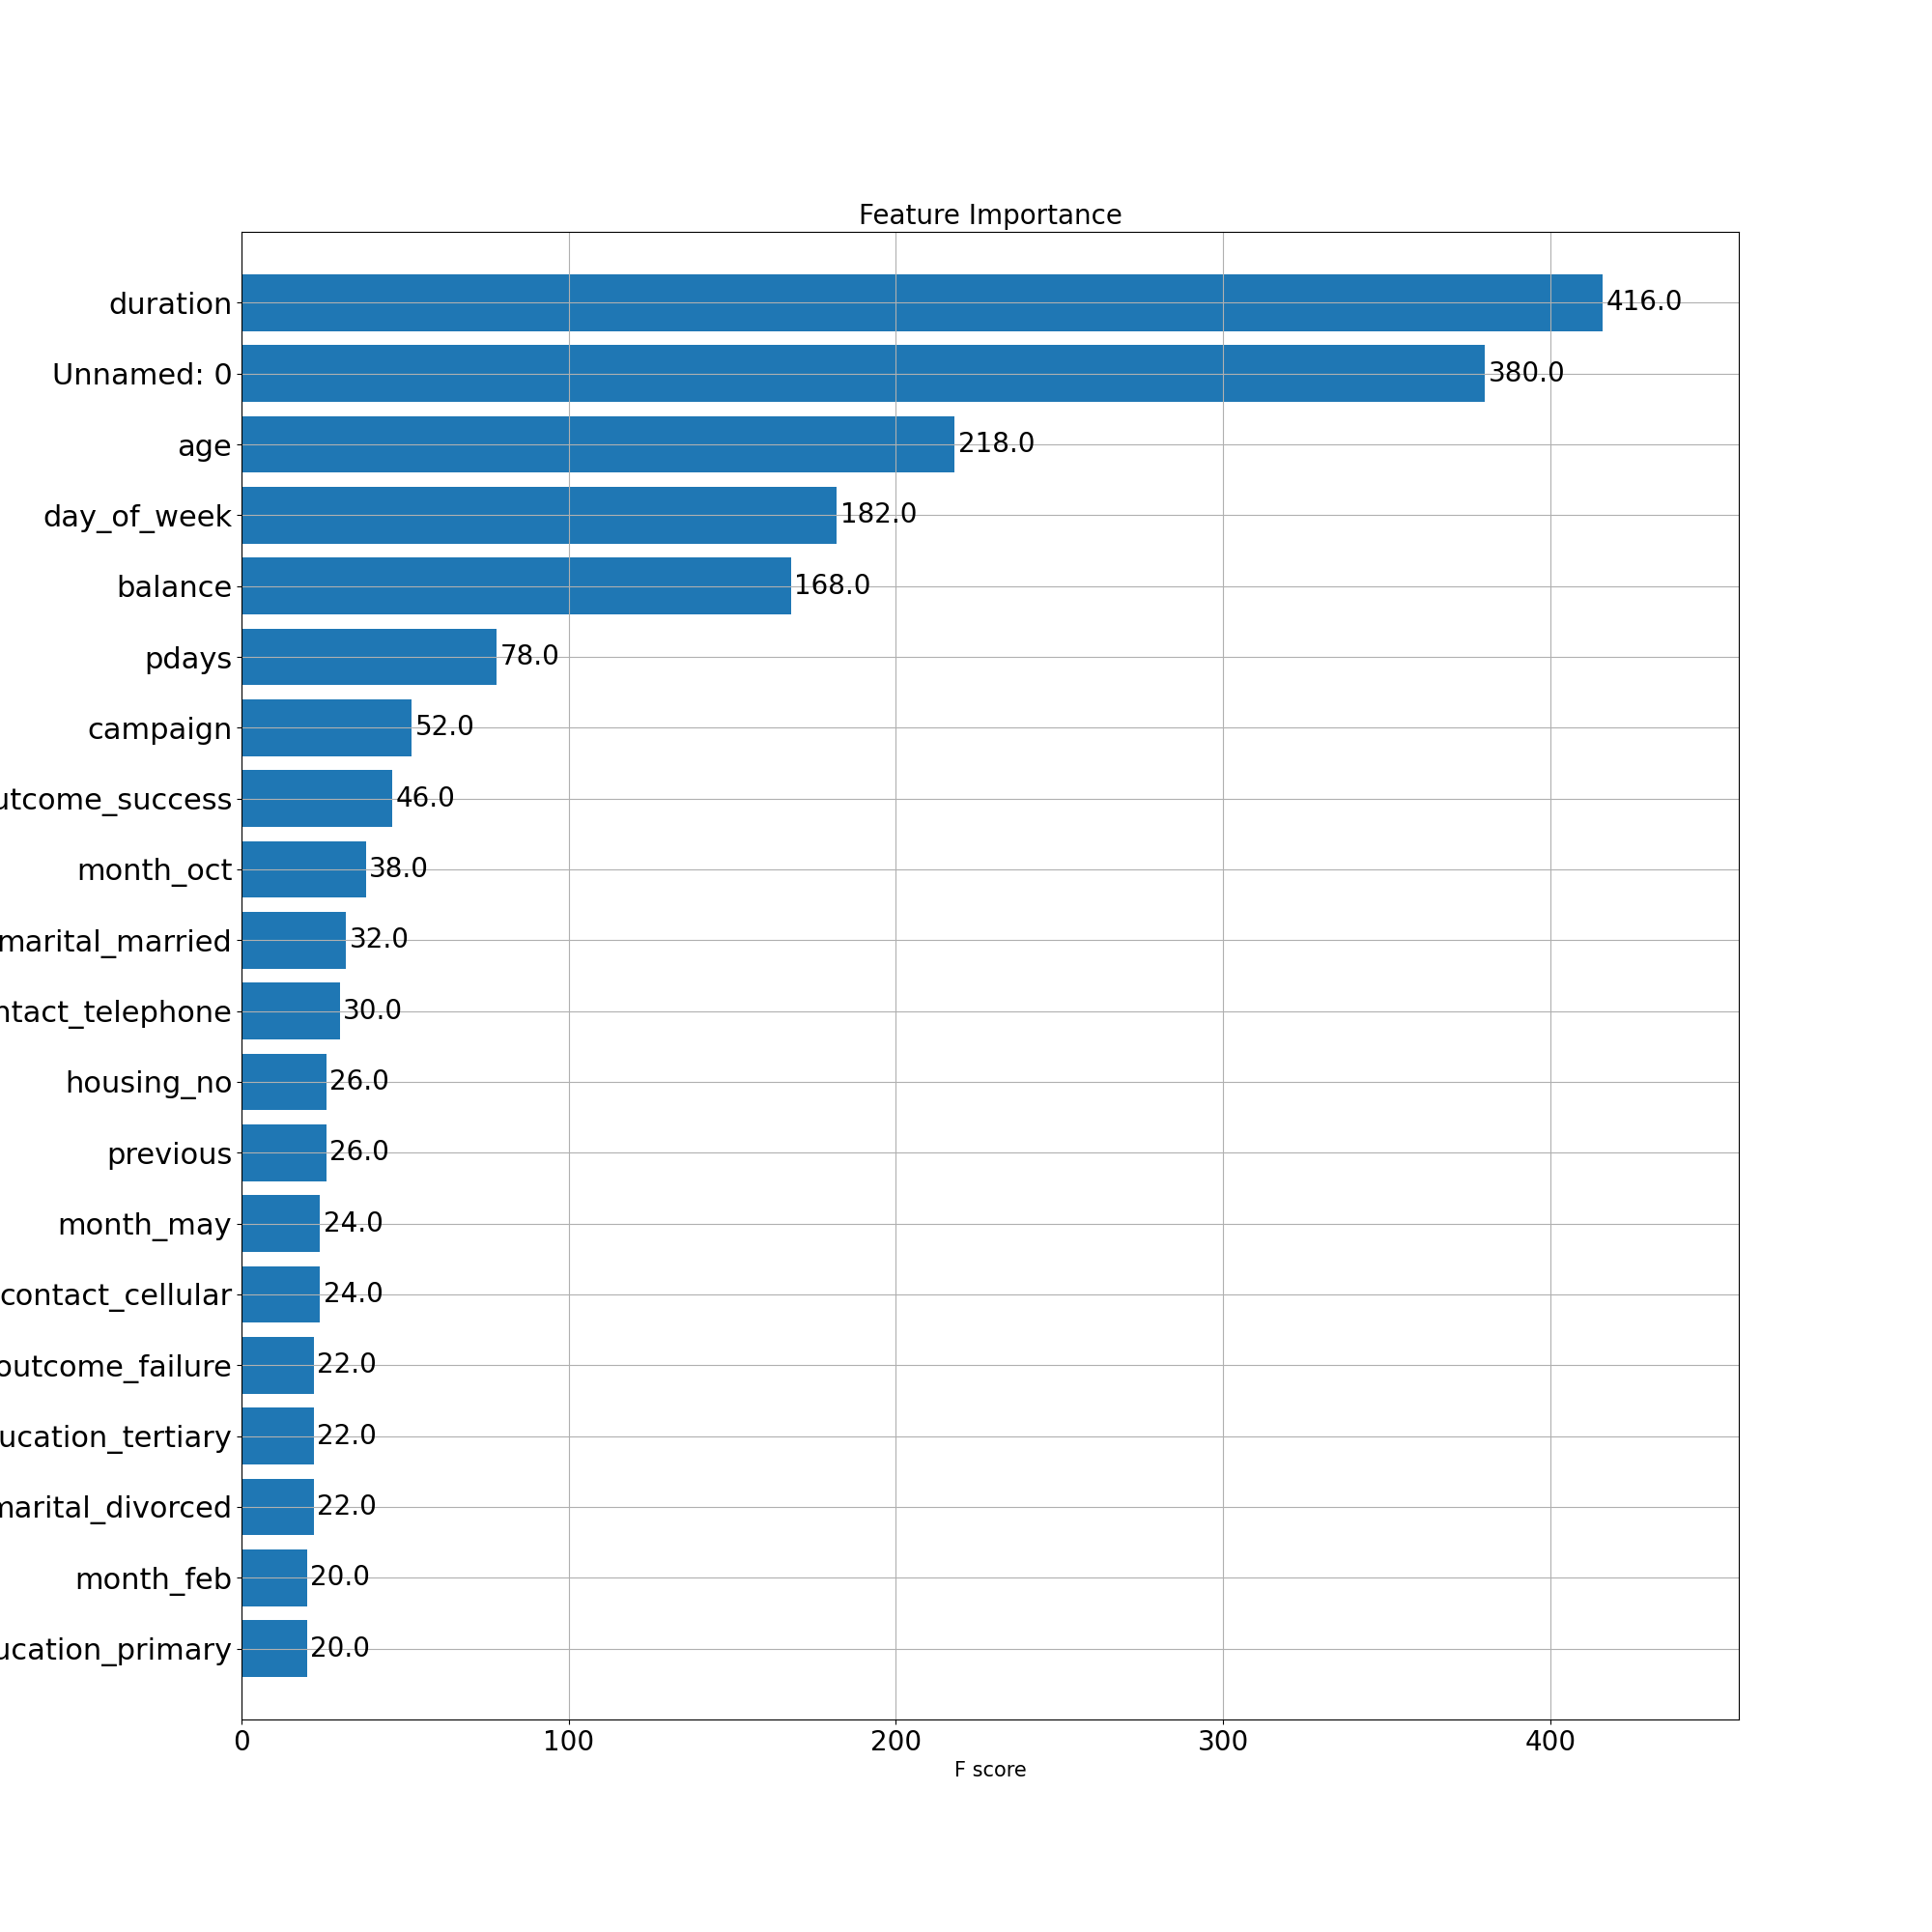 Feature Importance
duration 416.0
Unnamed: 0 380.0
age 218.0
day_of_week 182.0
balance 168.0
pdays 78.0
campaign 52.0
utcome_success 46.0
month_oct 38.0
marital_married 32.0
ntact_telephone 30.0
housing_no 26.0
previous 26.0
month_may 24.0
contact_cellular 24.0
outcome_failure 22.0
ucation_tertiary 22.0
marital_divorced 22.0
month_feb 20.0
ucation_primary 20.0
0 100 200 300 400
F score